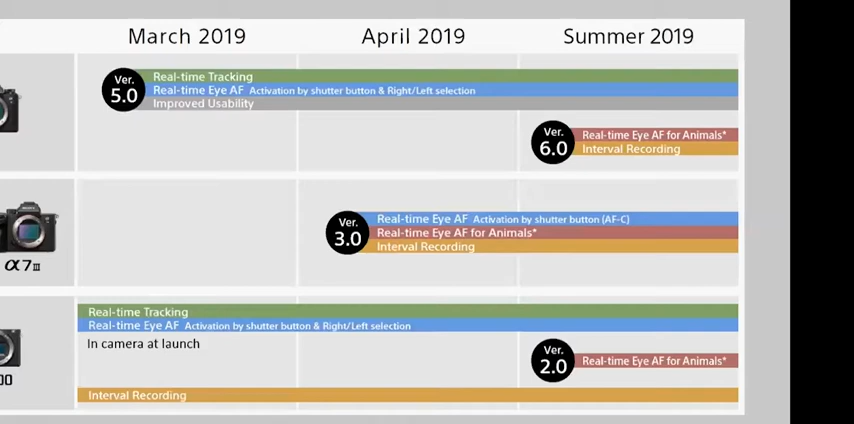 March 2019
April 2019
Summer 2019
Ver.
5.0
Real-time Tracking
Real-time Eye AF Activation by shutter button & Right/Left selection
Improved Usability
Ver.
6.0
Real-time Eye AF for Animals*
Interval Recording
α7III
Ver.
3.0
Real-time Eye AF Activation by shutter button (AF-C)
Real-time Eye AF for Animals*
Interval Recording
Real-time Tracking
Real-time Eye AF Activation by shutter button & Right/Left selection
In camera at launch
00
Ver.
2.0
Real-time Eye AF for Animals*
Interval Recording